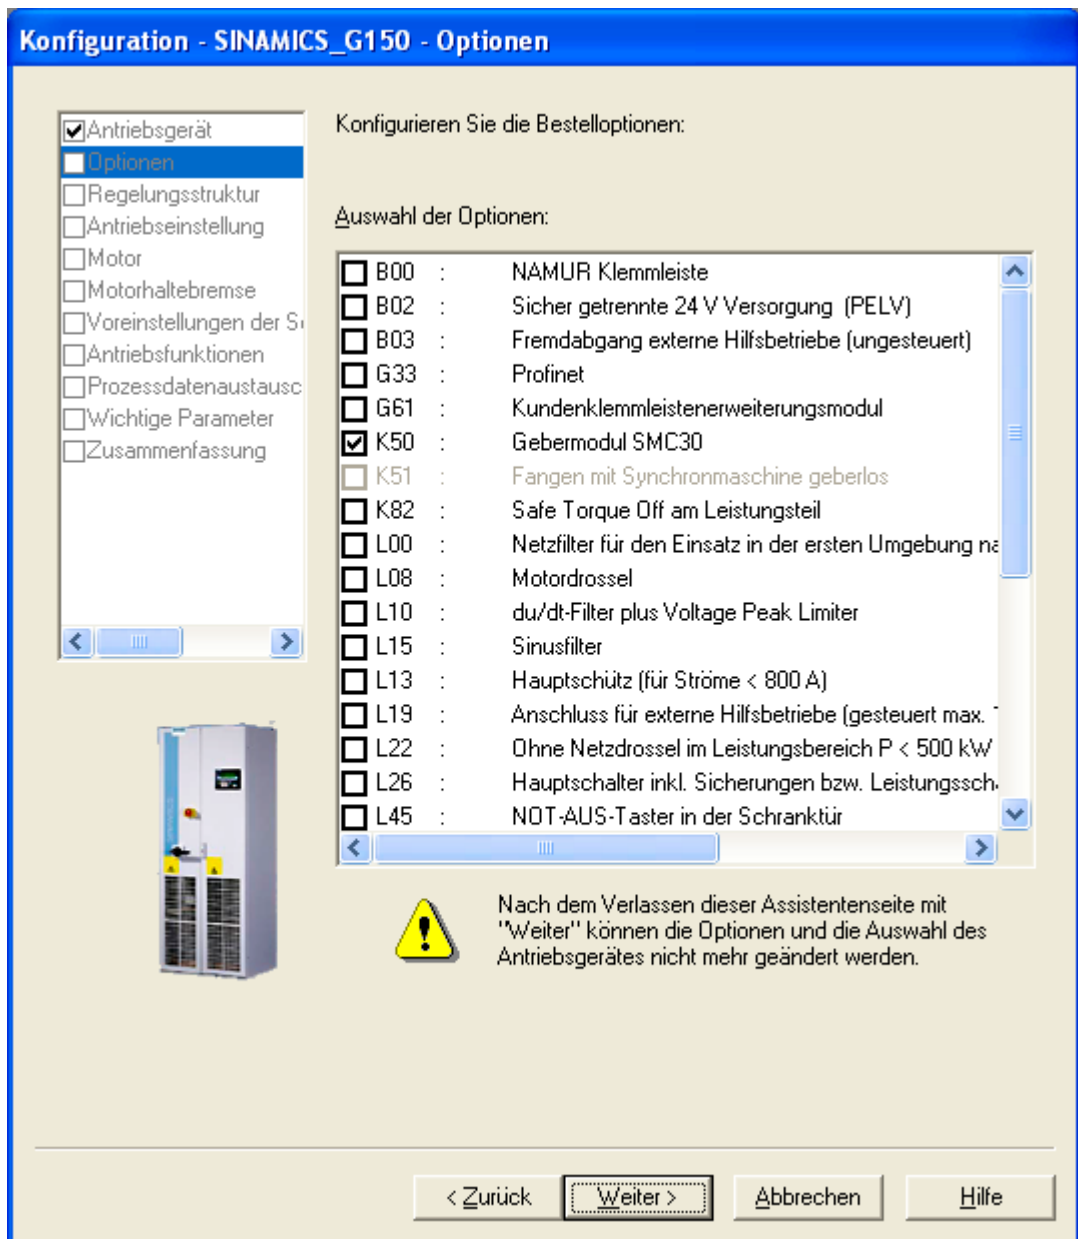 Konfiguration - SINAMICS_G150 - Optionen
Antriebsgerät
Optionen
Regelungsstruktur
Antriebseinstellung
Motor
Motorhaltebremse
Voreinstellungen der S
Antriebsfunktionen
Prozessdatenaustausc
Wichtige Parameter
Zusammenfassung
Konfigurieren Sie die Bestelloptionen:
Auswahl der Optionen:
B00 : NAMUR Klemmleiste
B02 : Sicher getrennte 24 V Versorgung (PELV)
B03 : Fremdabgang externe Hilfsbetriebe (ungesteuert)
G33 : Profinet
G61 : Kundenklemmleistenerweiterungsmodul
K50 : Gebermodul SMC30
K51 : Fangen mit Synchronmaschine geberlos
K82 : Safe Torque Off am Leistungsteil
L00 : Netzfilter für den Einsatz in der ersten Umgebung na
L08 : Motordrossel
L10 : du/dt-Filter plus Voltage Peak Limiter
L15 : Sinusfilter
L13 : Hauptschütz (für Ströme < 800 A)
L19 : Anschluss für externe Hilfsbetriebe (gesteuert max.
L22 : Ohne Netzdrossel im Leistungsbereich P < 500 kW
L26 : Hauptschalter inkl. Sicherungen bzw. Leistungssch
L45 : NOT-AUS-Taster in der Schranktür
SINAMICS
Nach dem Verlassen dieser Assistentenseite mit
"Weiter" können die Optionen und die Auswahl des
Antriebsgerätes nicht mehr geändert werden.
< Zurück
Weiter >
Abbrechen
Hilfe